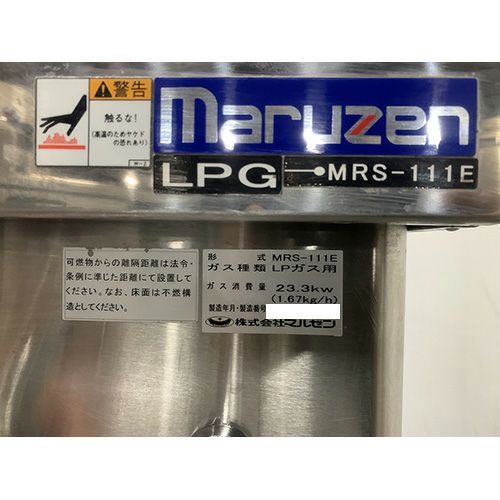 警告
触るな!
(高温のためヤケド
の恐れあり)
W-2
maruzen
LPG MRS-111E
可燃物からの離隔距離は法令・
条例に準じた距離にて設置して
ください。なお、床面は不燃構
造としてください。
形 式 MRS-111E
ガス種類 LPガス用
ガス消費量 23.3kw
(1.67kg/h)
製造年月・製造番号
株式会社マルゼン